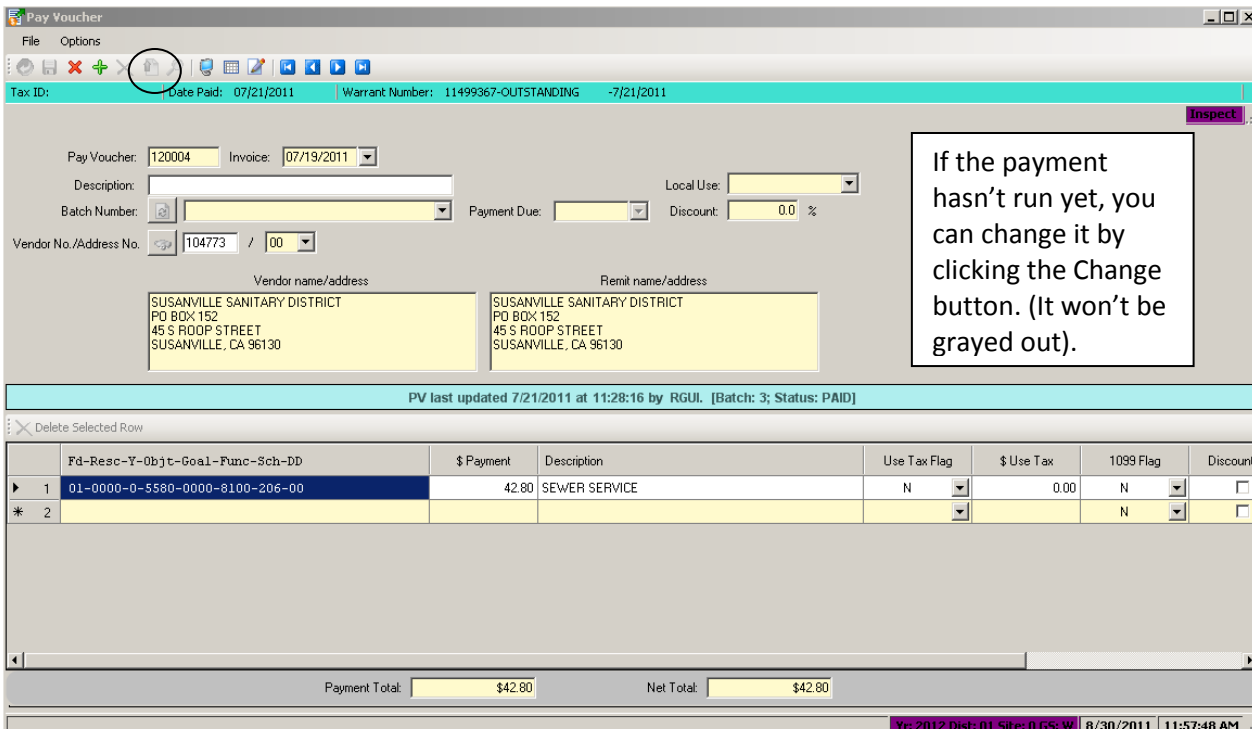 Pay Voucher
File Options
Tax ID: Date Paid: 07/21/2011 Warrant Number: 11499367-OUTSTANDING -7/21/2011
Inspect
Pay Voucher: 120004 Invoice: 07/19/2011
Description: Local Use:
Batch Number: Payment Due: Discount: 0.0 %
Vendor No./Address No. 104773 / 00
Vendor name/address Remit name/address
SUSANVILLE SANITARY DISTRICT
PO BOX 152
45 S ROOP STREET
SUSANVILLE, CA 96130
SUSANVILLE SANITARY DISTRICT
PO BOX 152
45 S ROOP STREET
SUSANVILLE, CA 96130
If the payment
hasn’t run yet, you
can change it by
clicking the Change
button. (It won’t be
grayed out).
PV last updated 7/21/2011 at 11:28:16 by RGUI. [Batch: 3; Status: PAID]
Delete Selected Row
Fd-Resc-Y-Objt-Goal-Func-Sch-DD $ Payment Description Use Tax Flag $ Use Tax 1099 Flag Discount
1 01-0000-0-5580-0000-8100-206-00 42.80 SEWER SERVICE N 0.00 N
* 2 N
Payment Total: $42.80 Net Total: $42.80
Yr: 2012 Dist: 01 Site: 0 GS: W 8/30/2011 11:57:48 AM